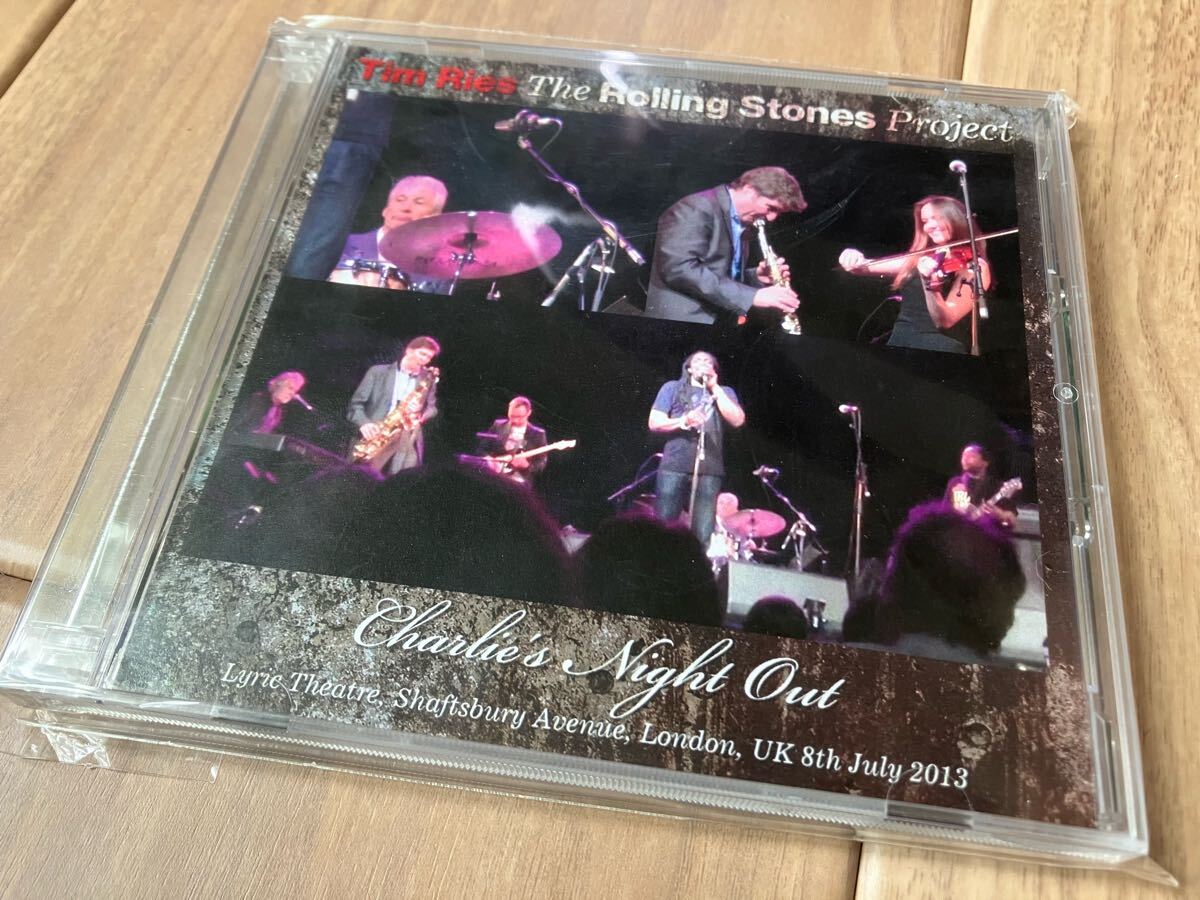 Tim Ries The Rolling Stones Project
Charlie's Night Out
Lyric Theatre, Shaftsbury Avenue, London, UK 8th July 2013